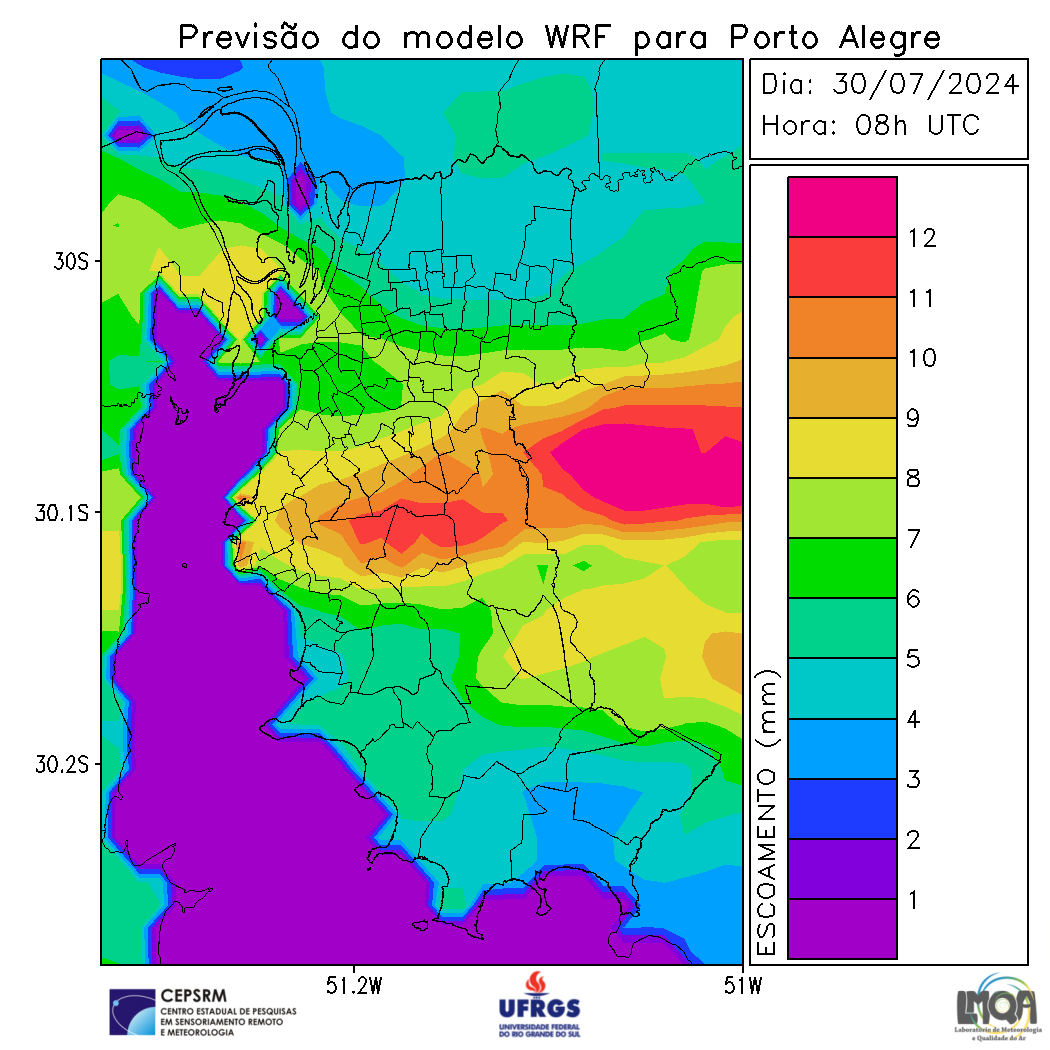 Previsão do modelo WRF para Porto Alegre
Dia: 30/07/2024
Hora: 08h UTC
30S
30.1S
30.2S
51.2W
51W
12
11
10
9
8
7
6
5
4
3
2
1
ESCOAMENTO (mm)
CEPSRM
CENTRO ESTADUAL DE PESQUISAS
EM SENSORIAMENTO REMOTO
E METEOROLOGIA
UFRGS
UNIVERSIDADE FEDERAL
DO RIO GRANDE DO SUL
LMQA
Laboratório de Meteorologia
e Qualidade do Ar